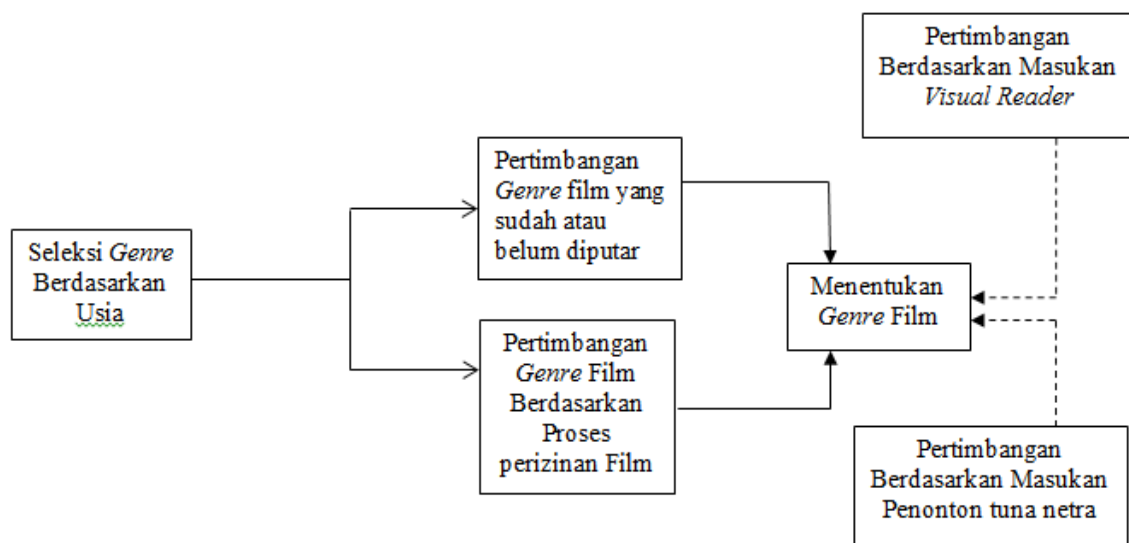 Pertimbangan
Berdasarkan Masukan
Visual Reader
Pertimbangan
Genre film yang
sudah atau
belum diputar
Seleksi Genre
Berdasarkan
Usia
Menentukan
Genre Film
Pertimbangan
Genre Film
Berdasarkan
Proses
perizinan Film
Pertimbangan
Berdasarkan Masukan
Penonton tuna netra